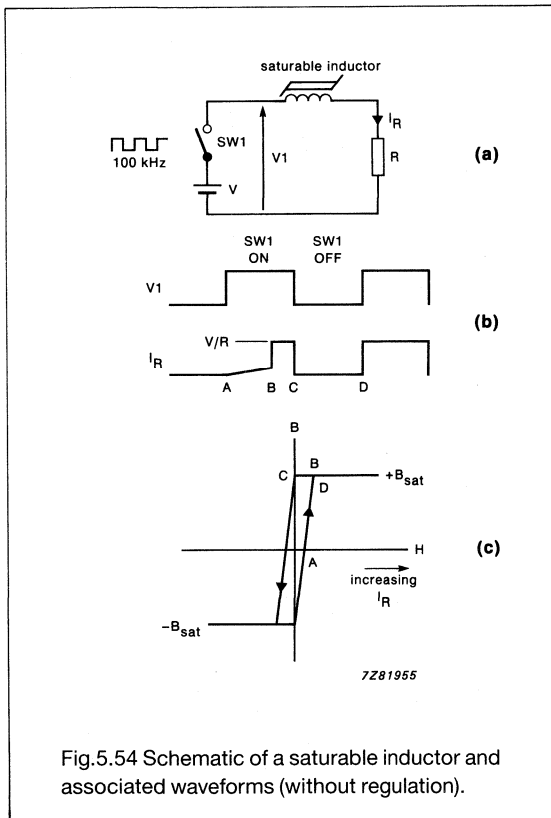 saturable inductor
I_R
SW1
V1
R
(a)
100 kHz
V
SW1 SW1
ON OFF
V1
(b)
V/R
I_R
A B C D
B
C B
D +B_sat
H
A (c)
increasing
I_R
–B_sat
7Z81955
Fig.5.54 Schematic of a saturable inductor and
associated waveforms (without regulation).